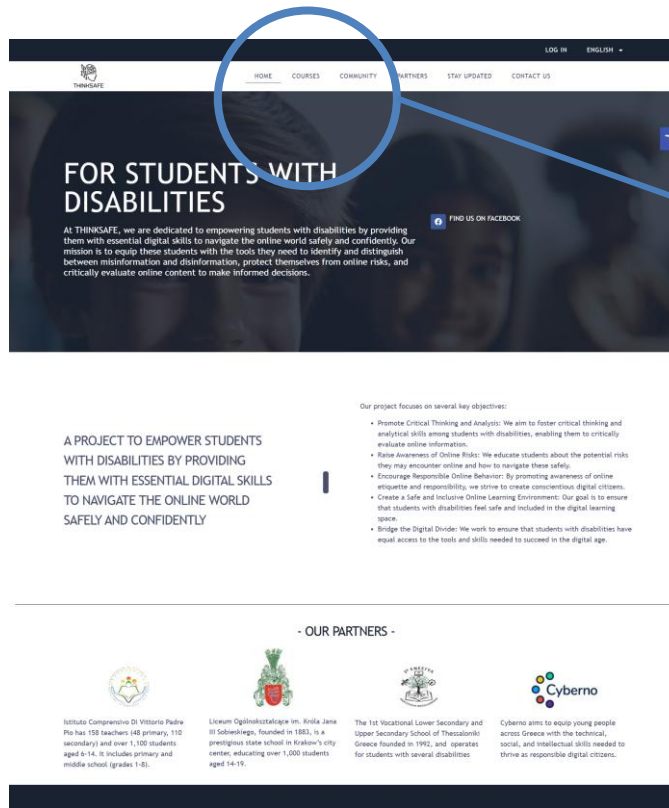 LOG IN ENGLISH
THINKSAFE
HOME COURSES COMMUNITY PARTNERS STAY UPDATED CONTACT US
FOR STUDENTS WITH
DISABILITIES
At THINKSAFE, we are dedicated to empowering students with disabilities by providing
them with essential digital skills to navigate the online world safely and confidently. Our
mission is to equip these students with the tools they need to identify and distinguish
between misinformation and disinformation, protect themselves from online risks, and
critically evaluate online content to make informed decisions.
FIND US ON FACEBOOK
A PROJECT TO EMPOWER STUDENTS
WITH DISABILITIES BY PROVIDING
THEM WITH ESSENTIAL DIGITAL SKILLS
TO NAVIGATE THE ONLINE WORLD
SAFELY AND CONFIDENTLY
Our project focuses on several key objectives:
• Promote Critical Thinking and Analysis: We aim to foster critical thinking and
analytical skills among students with disabilities, enabling them to critically
evaluate online information.
• Raise Awareness of Online Risks: We educate students about the potential risks
they may encounter online and how to navigate these safely.
• Encourage Responsible Online Behavior: By promoting awareness of online
etiquette and responsibility, we strive to create conscientious digital citizens.
• Create a Safe and Inclusive Online Learning Environment: Our goal is to ensure
that students with disabilities feel safe and included in the digital learning
space.
• Bridge the Digital Divide: We work to ensure that students with disabilities have
equal access to the tools and skills needed to succeed in the digital age.
- OUR PARTNERS -
Istituto Comprensivo Di Vittorio Padre
Pio has 158 teachers (48 primary, 110
secondary) and over 1,100 students
aged 6-14. It includes primary and
middle school (grades 1-8).
Liceum Ogólnokształcące im. Króla Jana
III Sobieskiego, founded in 1883, is a
prestigious state school in Krakow's city
center, educating over 1,000 students
aged 14-19.
The 1st Vocational Lower Secondary and
Upper Secondary School of Thessaloniki
Greece founded in 1992, and operates
for students with several disabilities
Cyberno
Cyberno aims to equip young people
across Greece with the technical,
social, and intellectual skills needed to
thrive as responsible digital citizens.